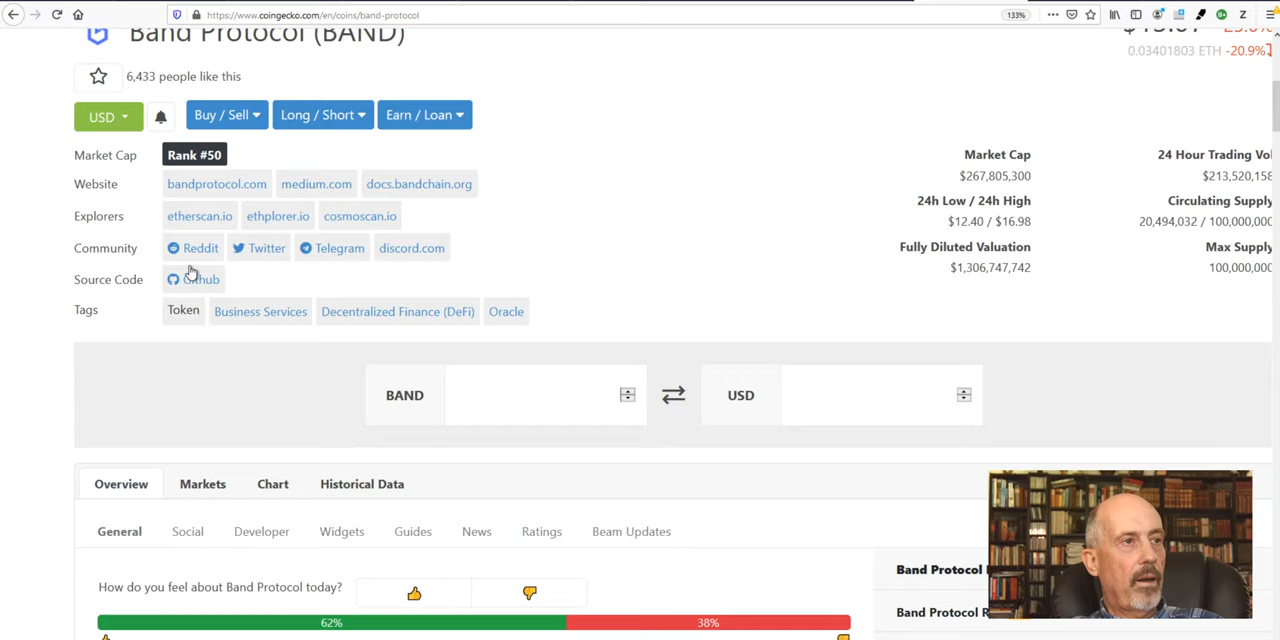 https://www.coingecko.com/en/coins/band-protocol
133%
Band Protocol (BAND)
0.03401803 ETH -20.9%
6,433 people like this
USD
Buy / Sell
Long / Short
Earn / Loan
Market Cap Rank #50
Website bandprotocol.com medium.com docs.bandchain.org
Explorers etherscan.io ethplorer.io cosmoscan.io
Community Reddit Twitter Telegram discord.com
Source Code Github
Tags Token Business Services Decentralized Finance (DeFi) Oracle
Market Cap
$267,805,300
24h Low / 24h High
$12.40 / $16.98
Fully Diluted Valuation
$1,306,747,742
24 Hour Trading Vol
$213,520,158
Circulating Supply
20,494,032 / 100,000,000
Max Supply
100,000,000
BAND
USD
Overview Markets Chart Historical Data
General Social Developer Widgets Guides News Ratings Beam Updates
How do you feel about Band Protocol today?
62% 38%
Band Protocol
Band Protocol